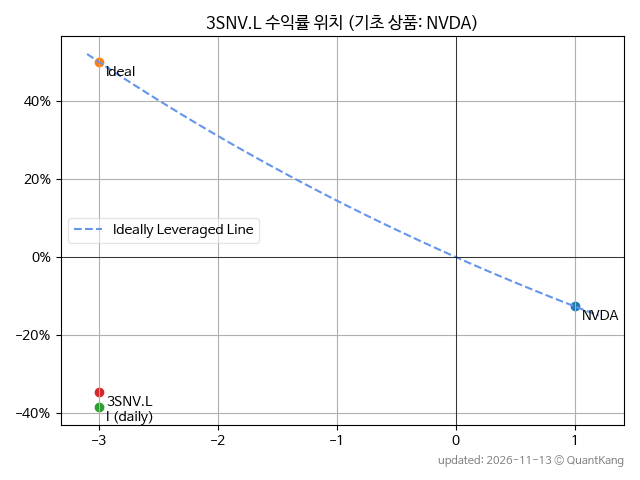 3SNV.L 수익률 위치 (기초 상품: NVDA)
Ideal
40%
20%
Ideally Leveraged Line
0%
NVDA
−20%
3SNV.L
−40%
l (daily)
−3
−2
−1
0
1
updated: 2026-11-13 © QuantKang